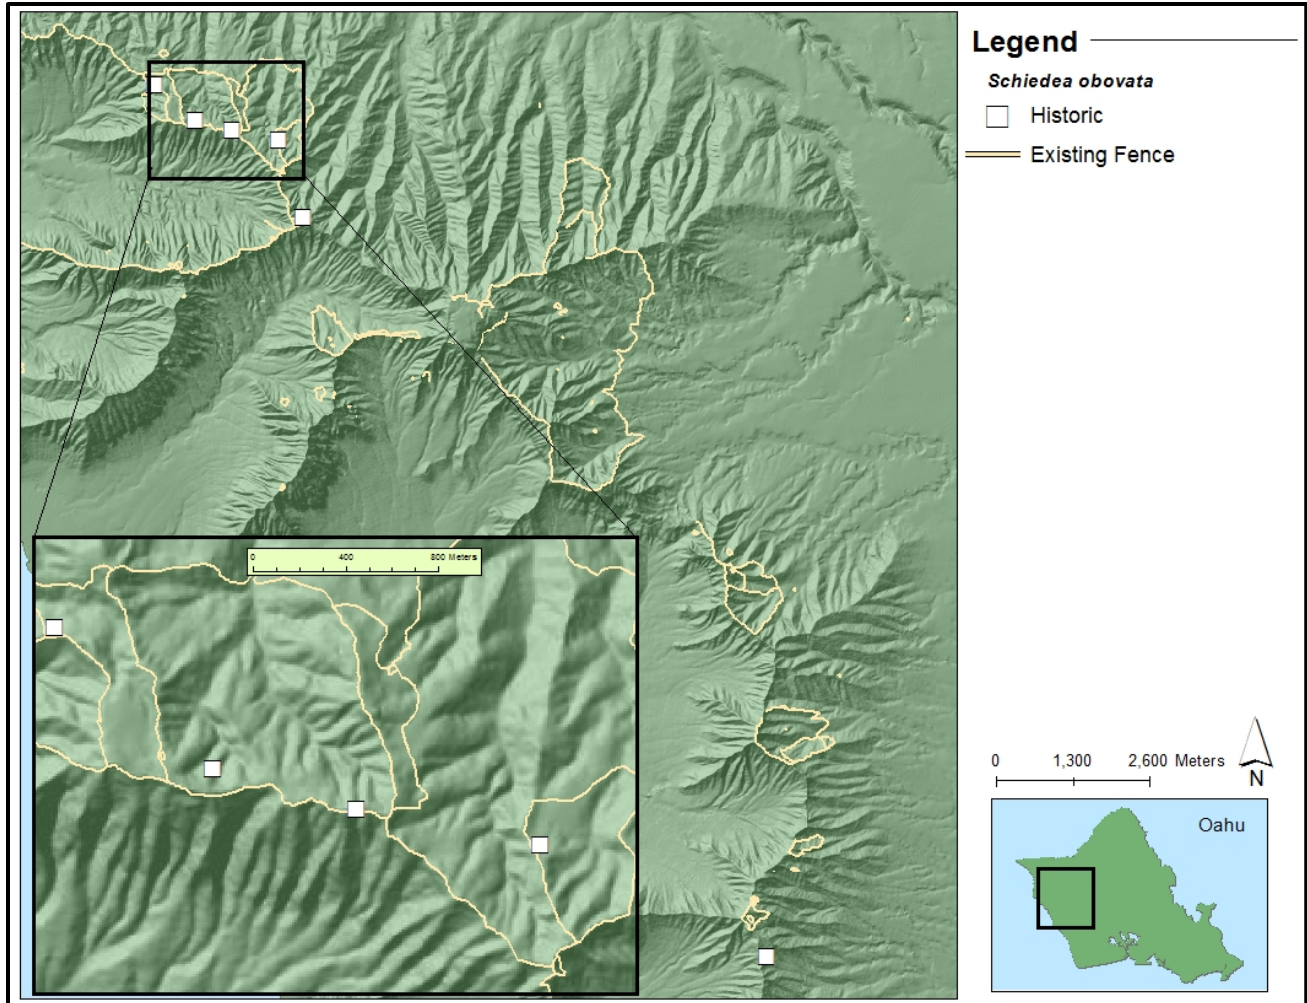 Legend
Schiedea obovata
Historic
Existing Fence
0 400 800 Meters
0 1,300 2,600 Meters
N
Oahu